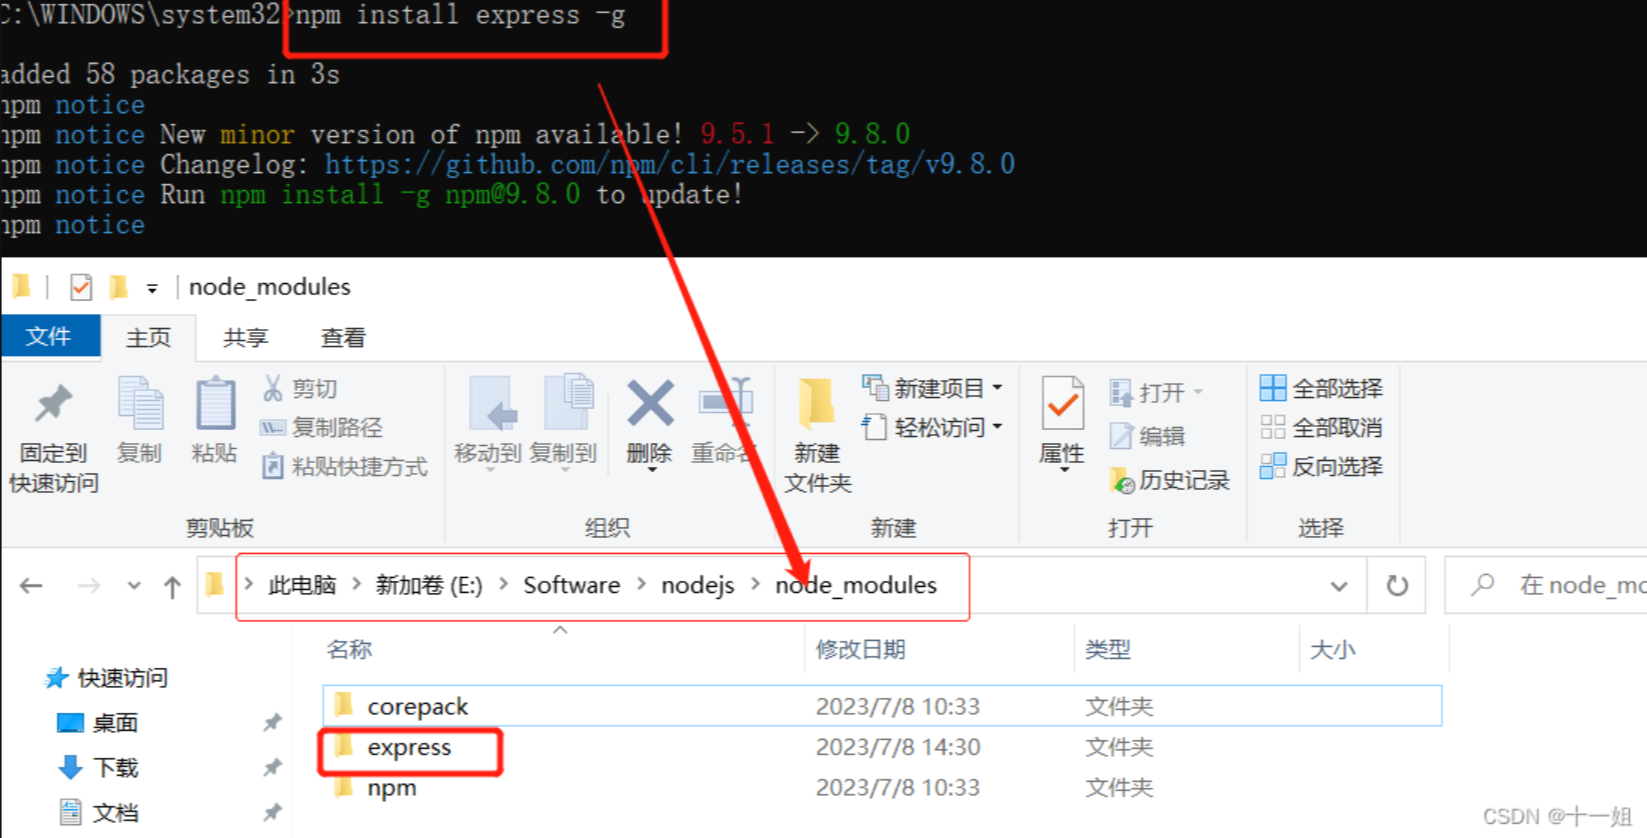 C:\WINDOWS\system32>npm install express -g
added 58 packages in 3s
npm notice
npm notice New minor version of npm available! 9.5.1 -> 9.8.0
npm notice Changelog: https://github.com/npm/cli/releases/tag/v9.8.0
npm notice Run npm install -g npm@9.8.0 to update!
npm notice
node_modules
文件 主页 共享 查看
固定到快速访问
复制
粘贴
剪切
复制路径
粘贴快捷方式
剪贴板
移动到
复制到
删除
重命名
组织
新建文件夹
新建项目
轻松访问
新建
属性
打开
编辑
历史记录
打开
全部选择
全部取消
反向选择
选择
> 此电脑 > 新加卷 (E:) > Software > nodejs > node_modules
在 node_mo
名称 修改日期 类型 大小
快速访问
桌面
下载
文档
corepack 2023/7/8 10:33 文件夹
express 2023/7/8 14:30 文件夹
npm 2023/7/8 10:33 文件夹
CSDN @十一姐